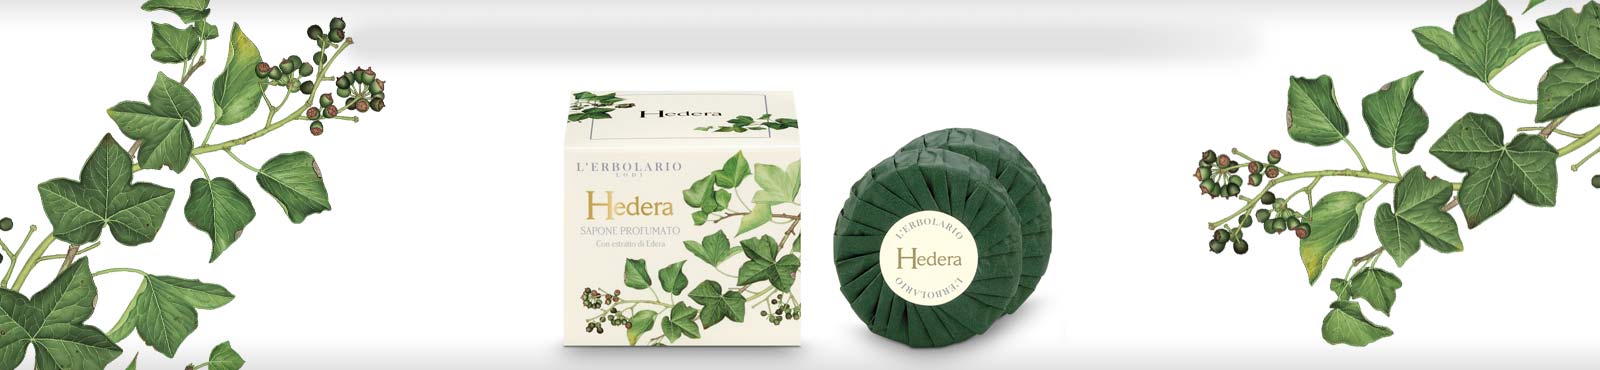 Hedera
L'ERBOLARIO
LODI
Hedera
SAPONE PROFUMATO
Con estratto di Edera
L'ERBOLARIO
Hedera
L'ERBOLARIO